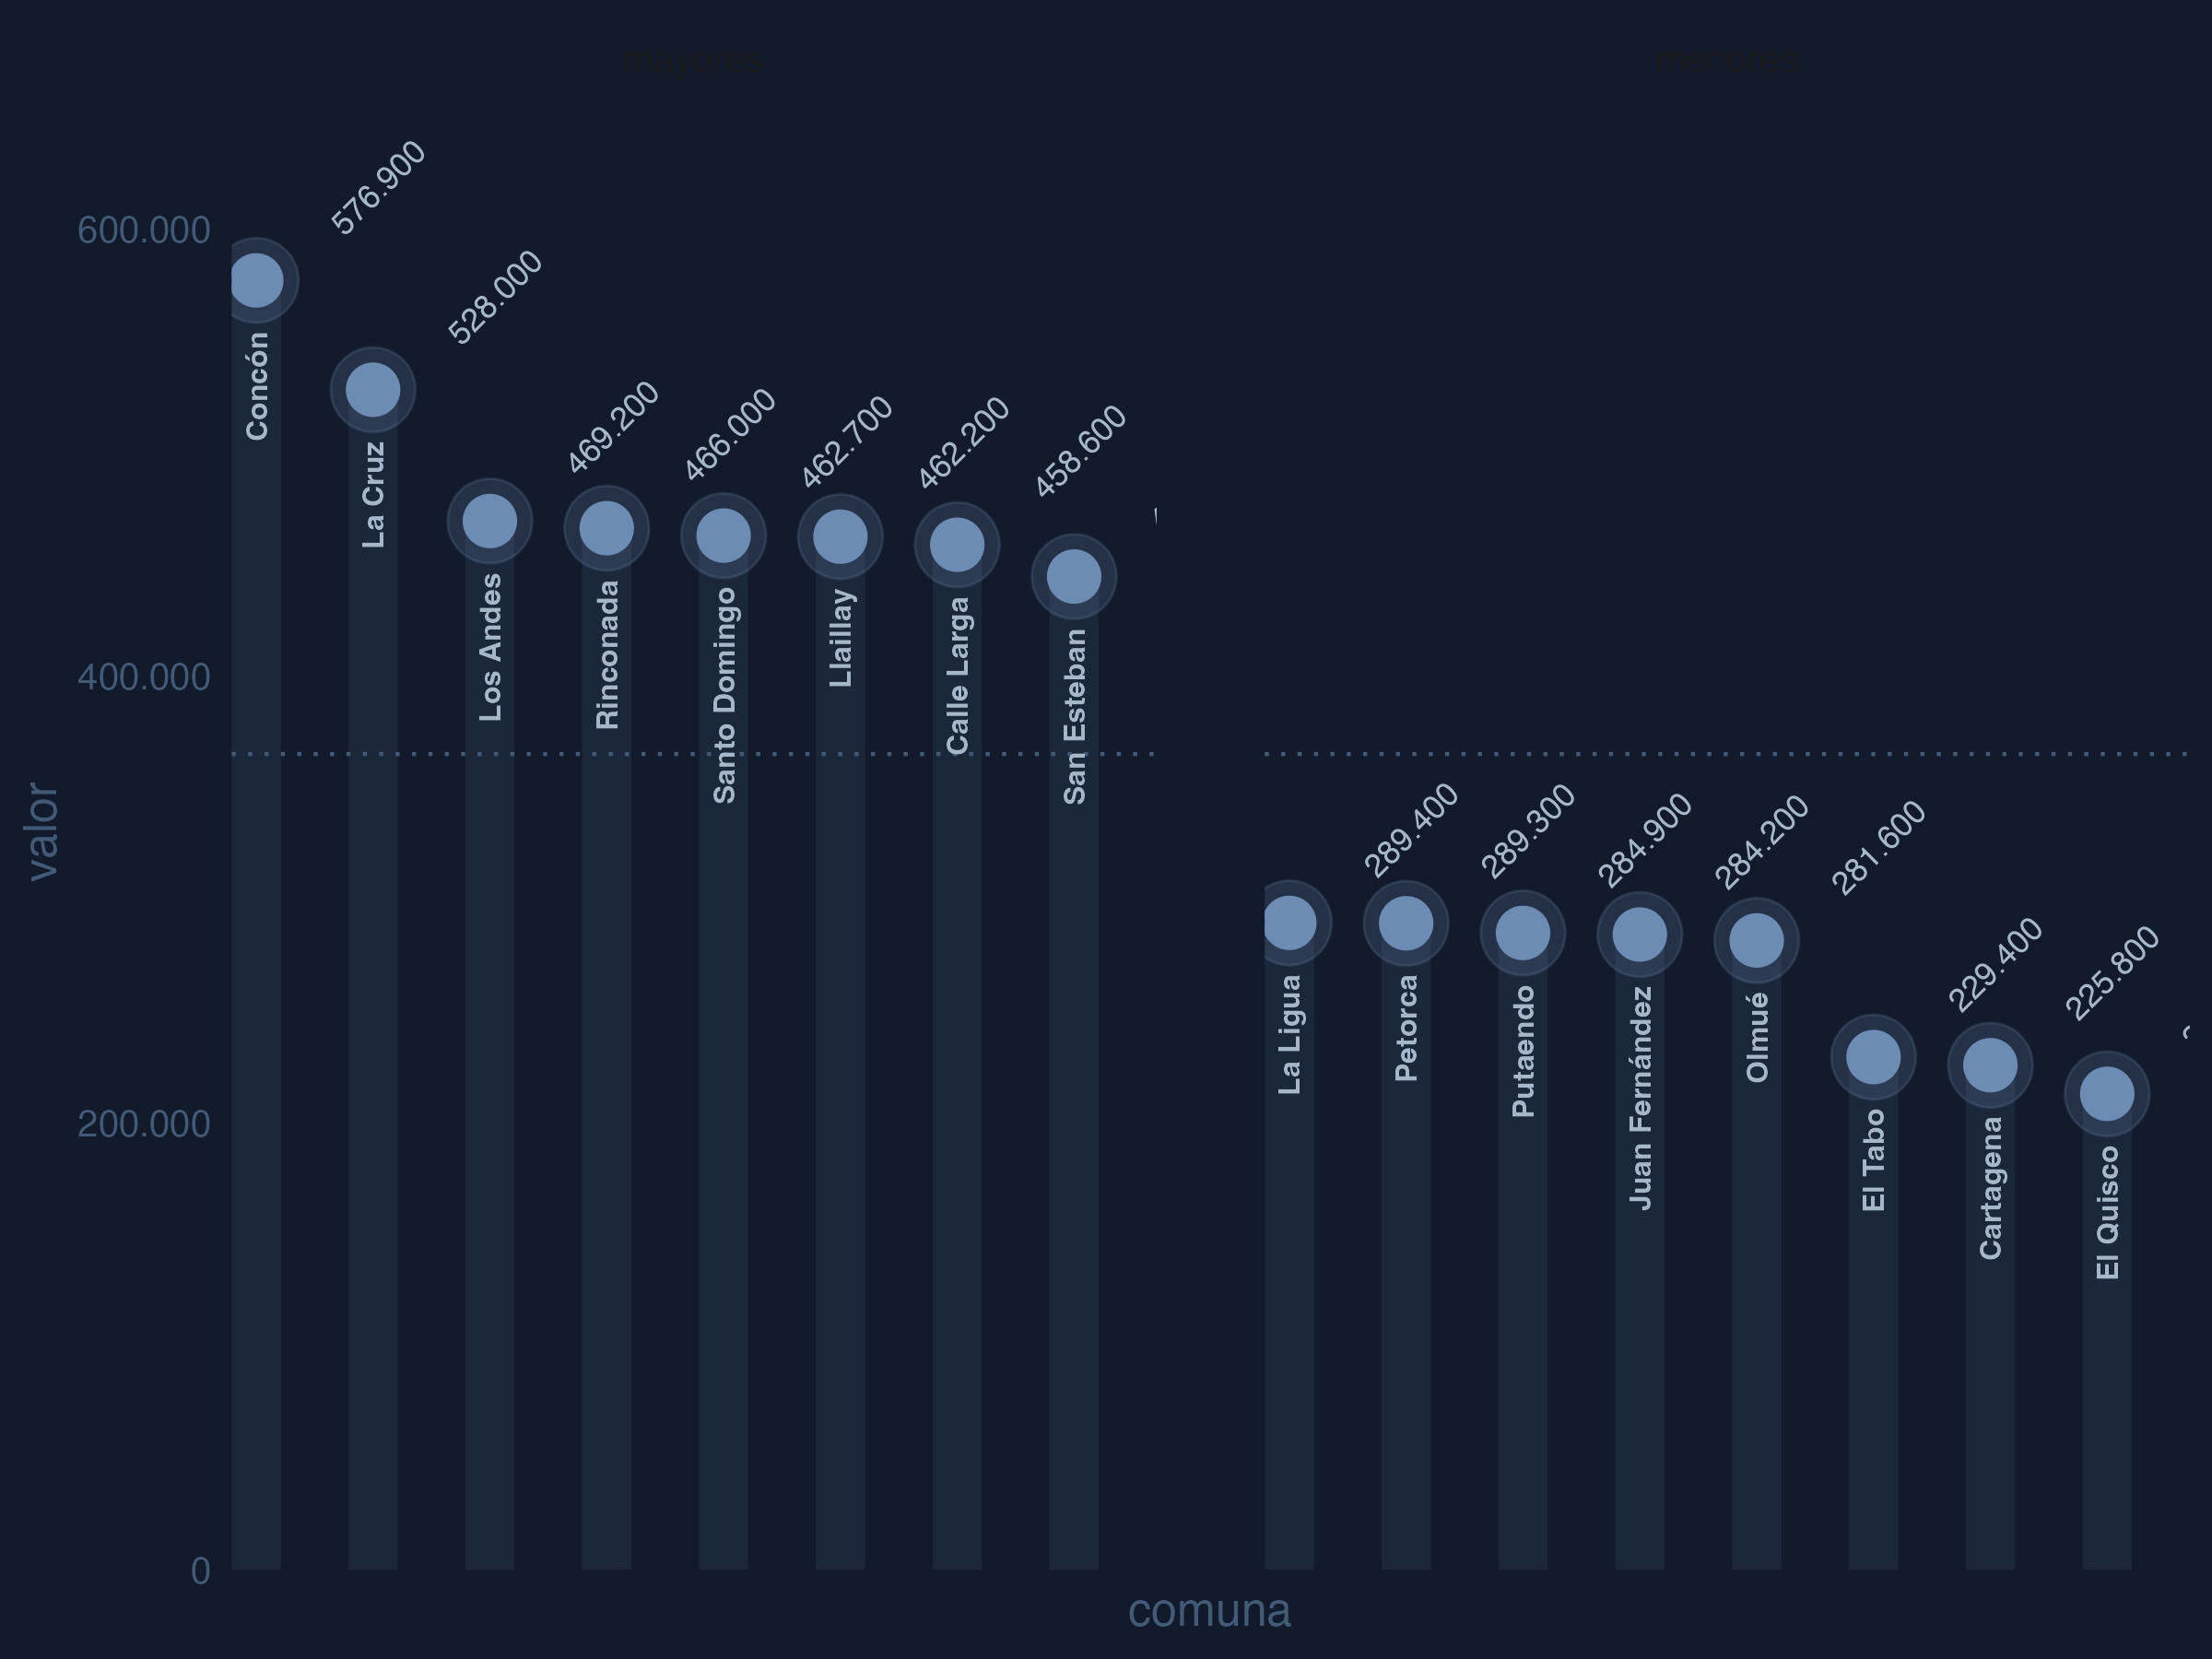 mayores
menores
600.000
400.000
200.000
0
valor
576.900
528.000
469.200
466.000
462.700
462.200
458.600
Concón
La Cruz
Los Andes
Rinconada
Santo Domingo
Llaillay
Calle Larga
San Esteban
289.400
289.300
284.900
284.200
281.600
229.400
225.800
La Ligua
Petorca
Putaendo
Juan Fernández
Olmué
El Tabo
Cartagena
El Quisco
comuna